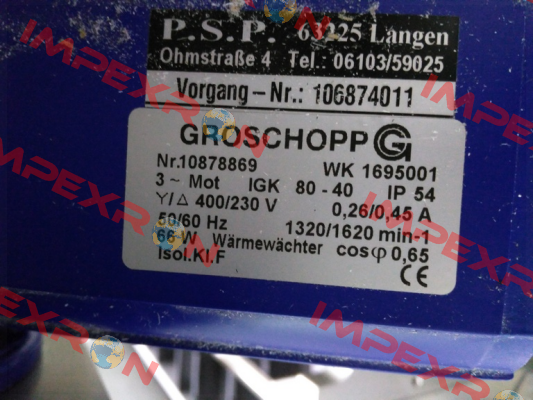 P.S.P. 63225 Langen
Ohmstraße 4 Tel.: 06103/59025
Vorgang – Nr.: 106874011
GROSCHOPP G
Nr.10878869 WK 1695001
3 ~ Mot IGK 80 - 40 IP 54
Y/Δ 400/230 V 0,26/0,45 A
50/60 Hz 1320/1620 min-1
66 W Wärmewächter cosφ 0,65
Isol.Kl.F CE
IMPEXRON
IMPEXRON
IMPEXRON
IMPEXRON
IMPEXRON